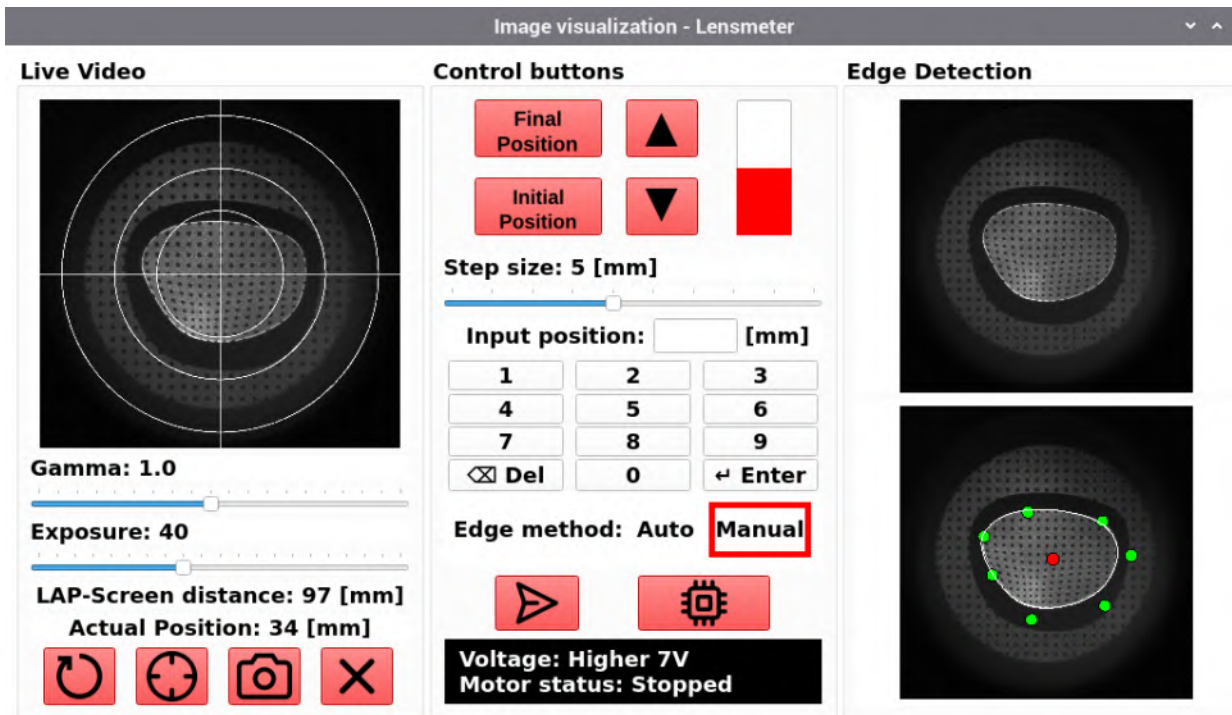 Image visualization - Lensmeter
Live Video
Gamma: 1.0
Exposure: 40
LAP-Screen distance: 97 [mm]
Actual Position: 34 [mm]
Control buttons
Final
Position
Initial
Position
Step size: 5 [mm]
Input position: [mm]
1 2 3
4 5 6
7 8 9
⌫ Del 0 ↵ Enter
Edge method: Auto Manual
Voltage: Higher 7V
Motor status: Stopped
Edge Detection